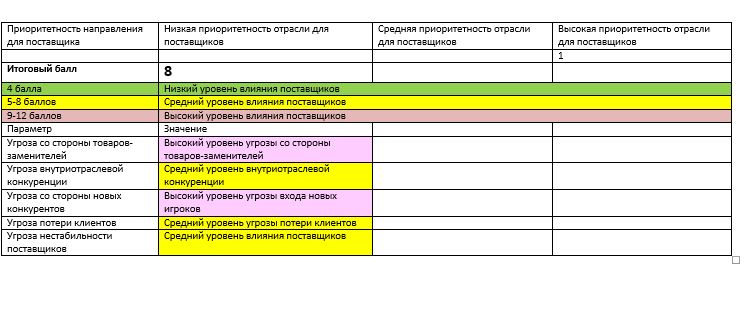 Приоритетность направления для поставщика
Низкая приоритетность отрасли для поставщиков
Средняя приоритетность отрасли для поставщиков
Высокая приоритетность отрасли для поставщиков
1
Итоговый балл
8
4 балла
Низкий уровень влияния поставщиков
5-8 баллов
Средний уровень влияния поставщиков
9-12 баллов
Высокий уровень влияния поставщиков
Параметр
Значение
Угроза со стороны товаров-заменителей
Высокий уровень угрозы со стороны товаров-заменителей
Угроза внутриотраслевой конкуренции
Средний уровень внутриотраслевой конкуренции
Угроза со стороны новых конкурентов
Высокий уровень угрозы входа новых игроков
Угроза потери клиентов
Средний уровень угрозы потери клиентов
Угроза нестабильности поставщиков
Средний уровень влияния поставщиков